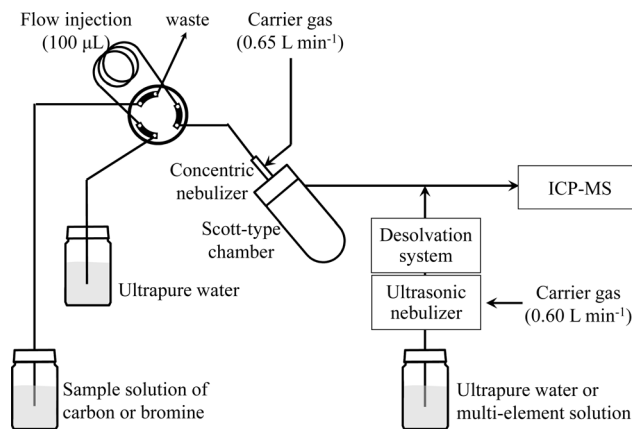 Flow injection
(100 μL)
waste
Carrier gas
(0.65 L min-1)
Concentric
nebulizer
Scott-type
chamber
ICP-MS
Desolvation
system
Ultrasonic
nebulizer
Carrier gas
(0.60 L min-1)
Ultrapure water
Sample solution of
carbon or bromine
Ultrapure water or
multi-element solution